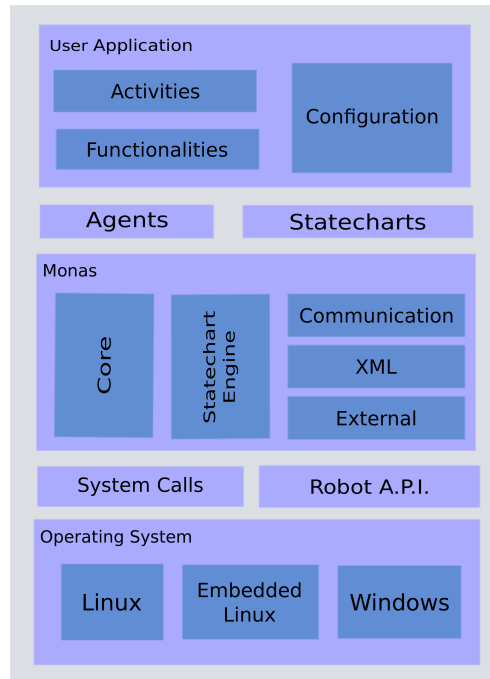 User Application
Activities
Configuration
Functionalities
Agents
Statecharts
Monas
Core
Statechart
Engine
Communication
XML
External
System Calls
Robot A.P.I.
Operating System
Linux
Embedded
Linux
Windows